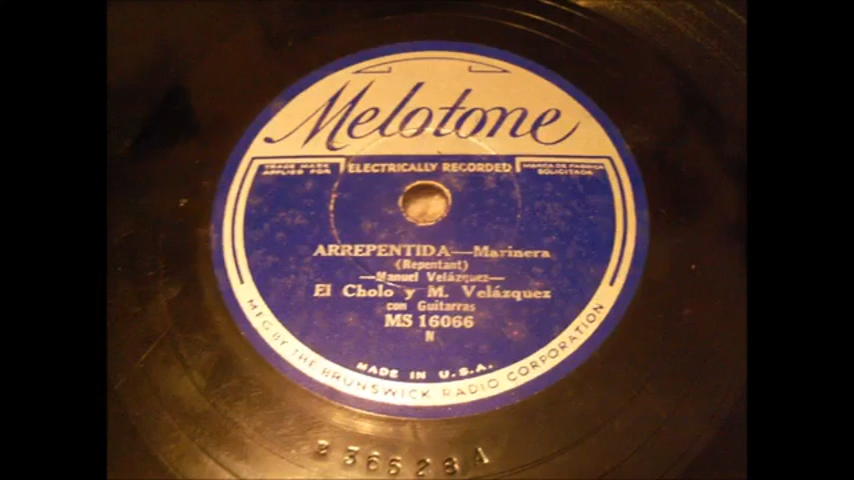 Melotone
TRADE MARK
APPLIED FOR
ELECTRICALLY RECORDED
MARCA DE FABRICA
SOLICITADA
ARREPENTIDA—Marinera
(Repentant)
—Manuel Velázquez—
El Cholo y M. Velázquez
con Guitarras
MS 16066
N
MADE IN U.S.A.
MFG. BY THE BRUNSWICK RADIO CORPORATION
E 36528 A